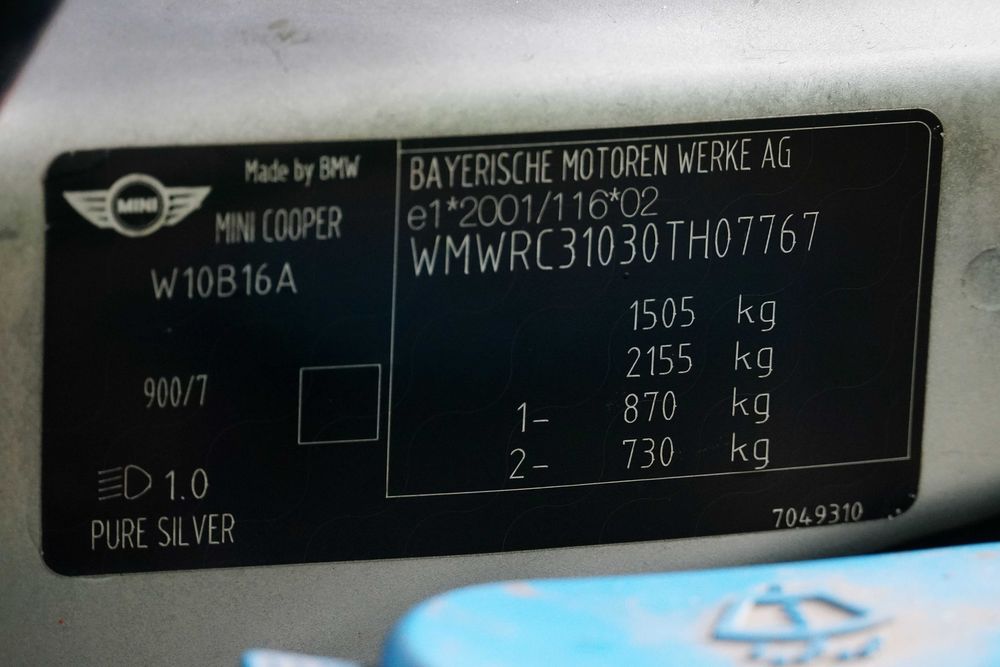 Made by BMW
MINI
MINI COOPER
W10B16A
900/7
1.0
PURE SILVER
BAYERISCHE MOTOREN WERKE AG
e1*2001/116*02
WMWRC31030TH07767
1505 kg
2155 kg
1- 870 kg
2- 730 kg
7049310